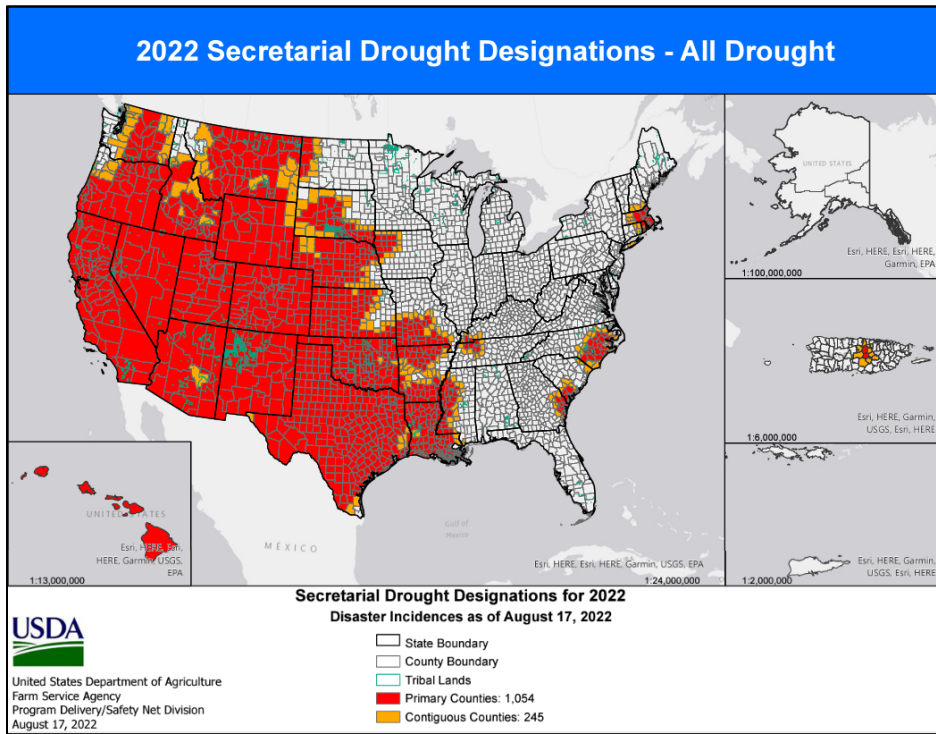 2022 Secretarial Drought Designations - All Drought
UNITED STATES
Esri, HERE, Esri, HERE,
Garmin, EPA
1:100,000,000
Esri, HERE, Garmin,
USGS, Esri, HERE
1:6,000,000
Esri, HERE, Garmin,
USGS, Esri, HERE
1:2,000,000
UNITED STATES
Esri, HERE, Esri,
HERE, Garmin, USGS,
EPA
1:13,000,000
MÉXICO
Gulf of
Mexico
Esri, HERE, Esri, HERE, Garmin, USGS, EPA
1:24,000,000
Secretarial Drought Designations for 2022
Disaster Incidences as of August 17, 2022
State Boundary
County Boundary
Tribal Lands
Primary Counties: 1,054
Contiguous Counties: 245
USDA
United States Department of Agriculture
Farm Service Agency
Program Delivery/Safety Net Division
August 17, 2022